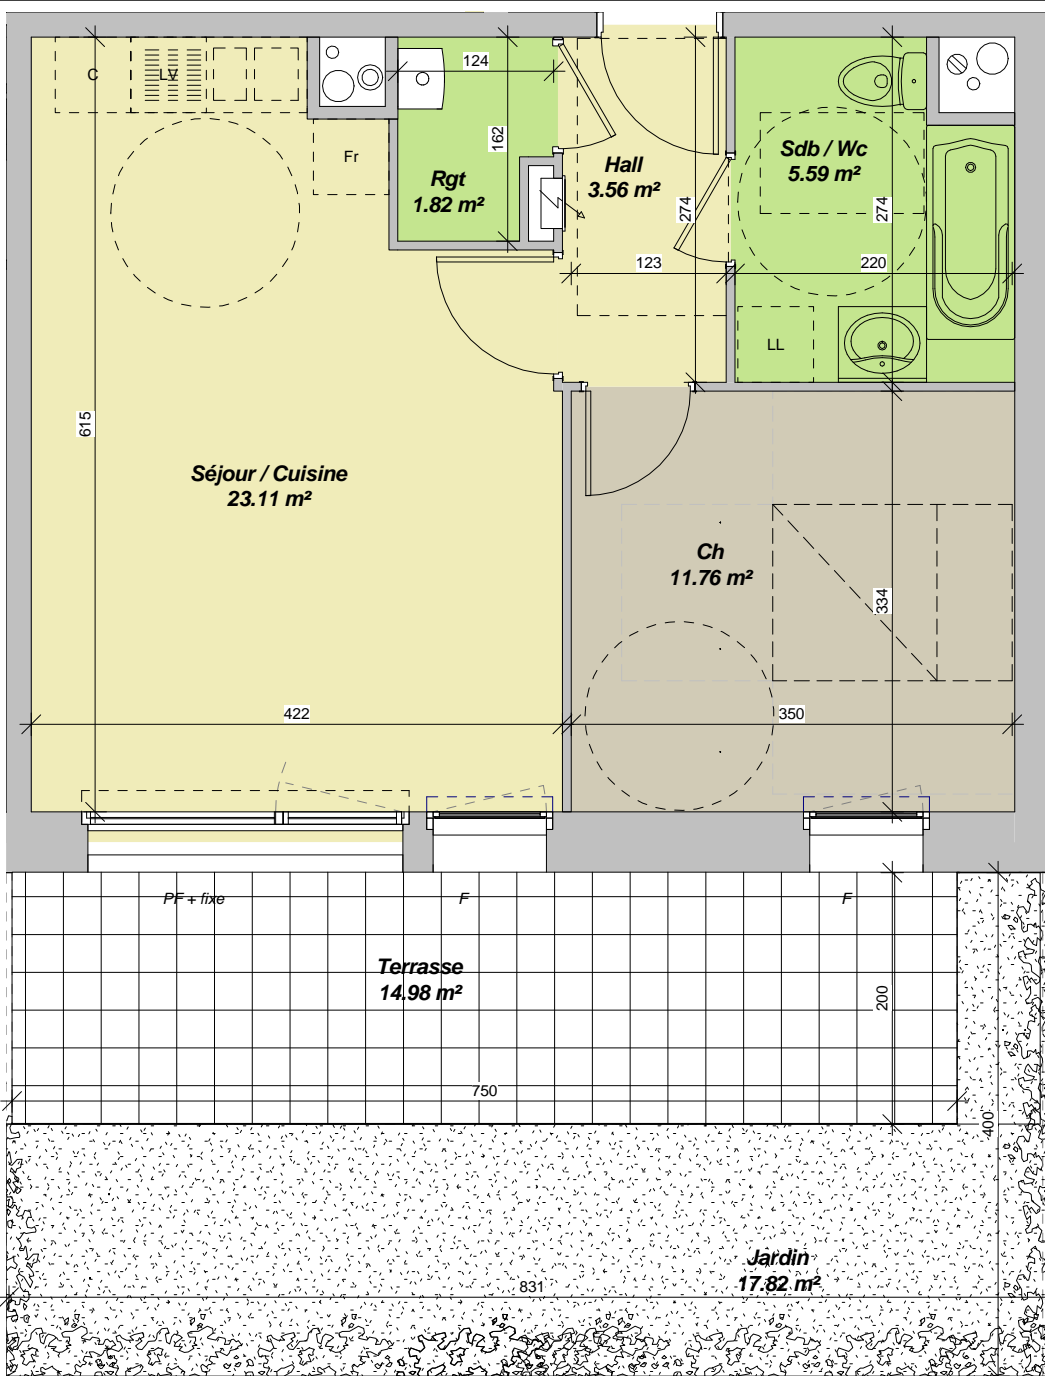 C
LV
124
162
Fr
Rgt
1.82 m²
Hall
3.56 m²
274
123
Sdb / Wc
5.59 m²
274
220
LL
615
Séjour / Cuisine
23.11 m²
Ch
11.76 m²
334
422
350
PF + fixe
F
F
Terrasse
14.98 m²
200
750
400
Jardin
17.82 m²
831